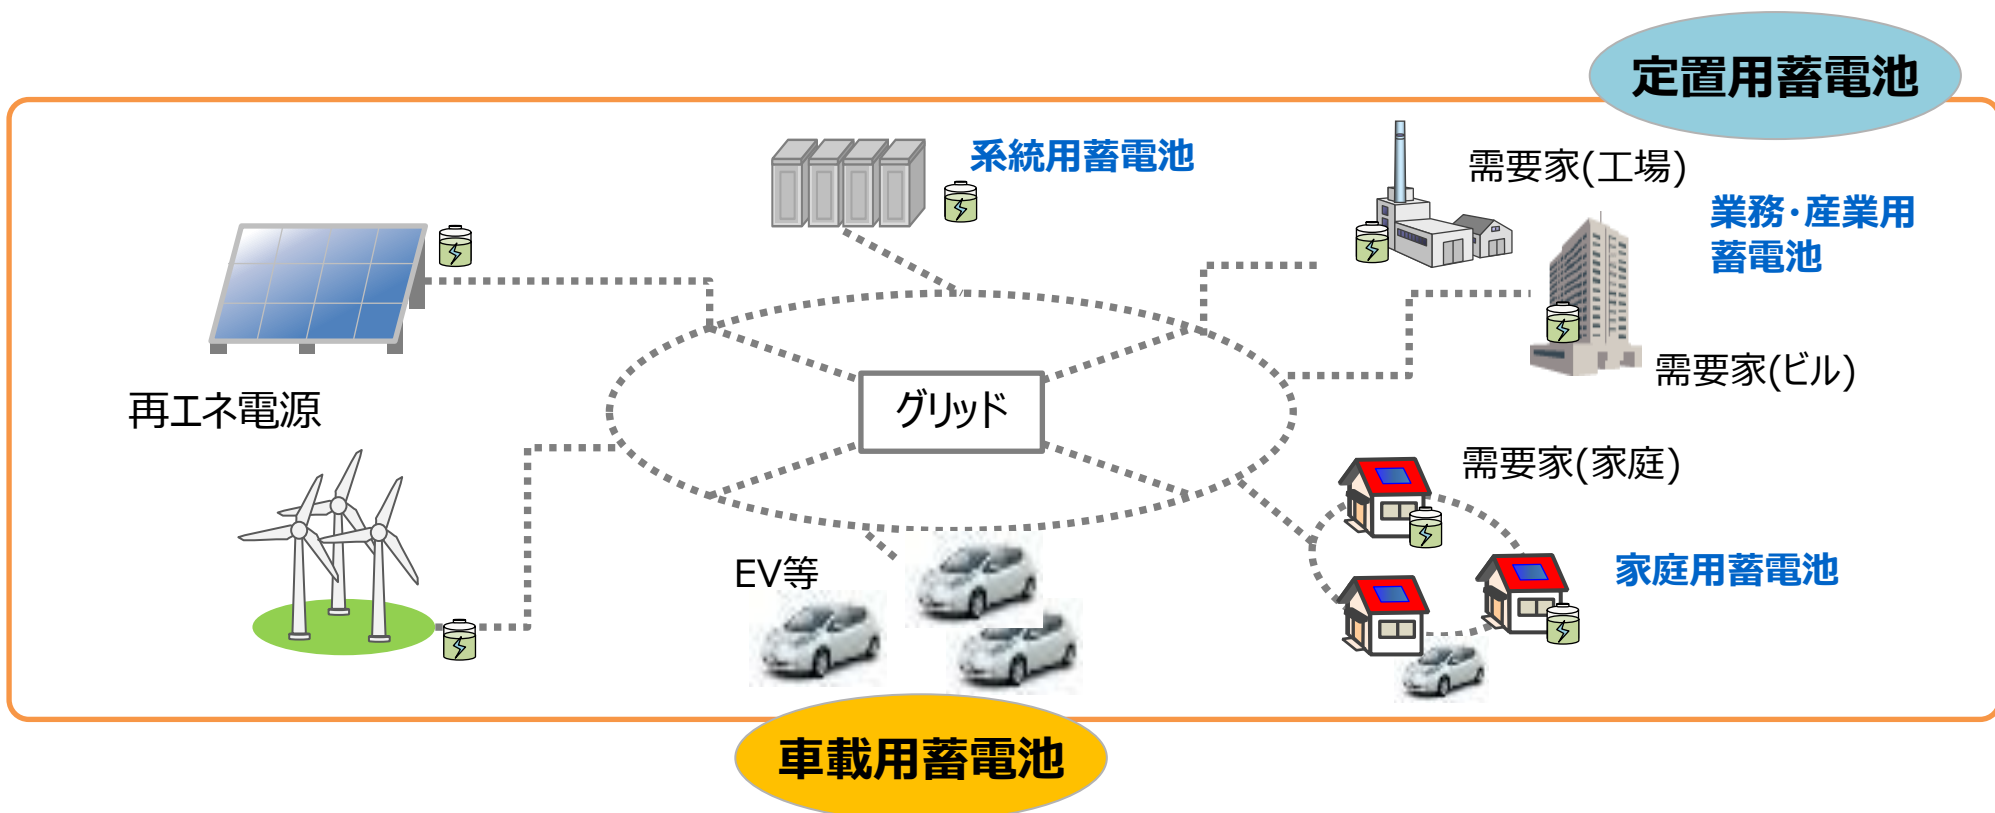 定置用蓄電池
系統用蓄電池
需要家(工場)
業務・産業用
蓄電池
需要家(ビル)
再エネ電源
グリッド
需要家(家庭)
EV等
家庭用蓄電池
車載用蓄電池